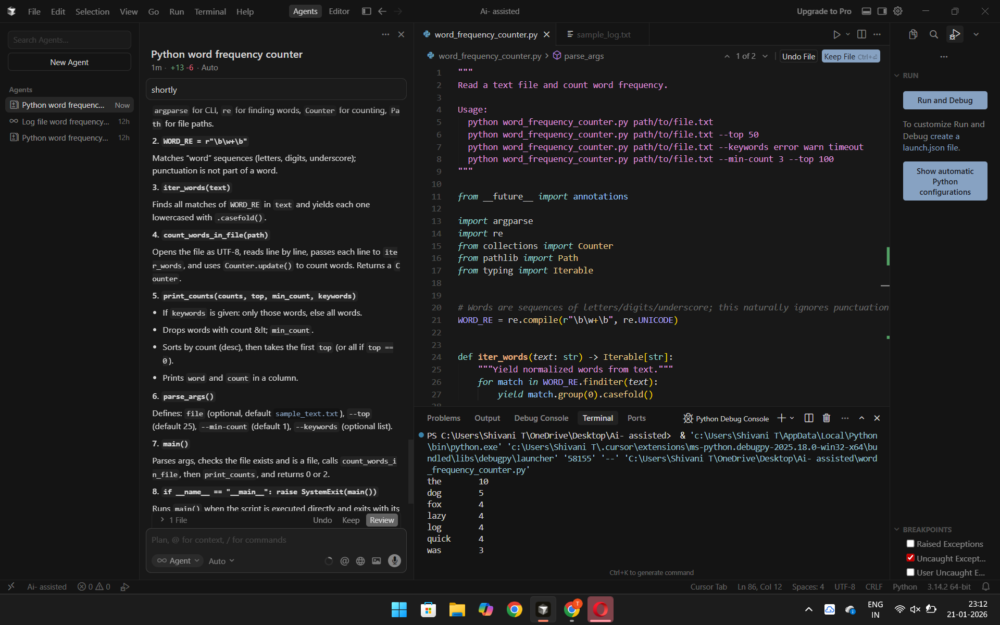 File Edit Selection View Go Run Terminal Help
Agents Editor
Ai- assisted
Upgrade to Pro
Search Agents...
New Agent
Agents
Python word frequenc... Now
Log file word frequency... 12h
Python word frequency... 12h
Python word frequency counter
1m · +13 -6 · Auto
shortly
argparse for CLI, re for finding words, Counter for counting, Pa
th for file paths.
2. WORD_RE = r"\b\w+\b"
Matches “word” sequences (letters, digits, underscore);
punctuation is not part of a word.
3. iter_words(text)
Finds all matches of WORD_RE in text and yields each one
lowercased with .casefold().
4. count_words_in_file(path)
Opens the file as UTF-8, reads line by line, passes each line to ite
r_words, and uses Counter.update() to count words. Returns a C
ounter.
5. print_counts(counts, top, min_count, keywords)
• If keywords is given: only those words, else all words.
• Drops words with count &lt; min_count.
• Sorts by count (desc), then takes the first top (or all if top ==
0).
• Prints word and count in a column.
6. parse_args()
Defines: file (optional, default sample_text.txt), --top
(default 25), --min-count (default 1), --keywords (optional list).
7. main()
Parses args, checks the file exists and is a file, calls count_words_i
n_file, then print_counts, and returns 0 or 2.
8. if __name__ == "__main__": raise SystemExit(main())
Runs main() when the script is executed directly and exits with its
1 File Undo Keep Review
Plan, @ for context, / for commands
Agent Auto
word_frequency_counter.py sample_log.txt
word_frequency_counter.py > parse_args
1 of 2 Undo File Keep File Ctrl+⏎
1 """
2 Read a text file and count word frequency.
3
4 Usage:
5 python word_frequency_counter.py path/to/file.txt
6 python word_frequency_counter.py path/to/file.txt --top 50
7 python word_frequency_counter.py path/to/file.txt --keywords error warn timeout
8 python word_frequency_counter.py path/to/file.txt --min-count 3 --top 100
9 """
10
11 from __future__ import annotations
12
13 import argparse
14 import re
15 from collections import Counter
16 from pathlib import Path
17 from typing import Iterable
18
19
20 # Words are sequences of letters/digits/underscore; this naturally ignores punctuation
21 WORD_RE = re.compile(r"\b\w+\b", re.UNICODE)
22
23
24 def iter_words(text: str) -> Iterable[str]:
25 """Yield normalized words from text."""
26 for match in WORD_RE.finditer(text):
27 yield match.group(0).casefold()
28
Problems Output Debug Console Terminal Ports
Python Debug Console
PS C:\Users\Shivani T\OneDrive\Desktop\Ai- assisted> & 'c:\Users\Shivani T\AppData\Local\Python
\bin\python.exe' 'c:\Users\Shivani T\.cursor\extensions\ms-python.debugpy-2025.18.0-win32-x64\bu
ndled\libs\debugpy\launcher' '58155' '--' 'C:\Users\Shivani T\OneDrive\Desktop\Ai- assisted\word
_frequency_counter.py'
the 10
dog 5
fox 4
lazy 4
log 4
quick 4
was 3
Ctrl+K to generate command
RUN
Run and Debug
To customize Run and
Debug create a
launch.json file.
Show automatic
Python
configurations
BREAKPOINTS
Raised Exceptions
Uncaught Except...
User Uncaught E...
Ai- assisted 0 0
Cursor Tab Ln 86, Col 12 Spaces: 4 UTF-8 CRLF Python 3.14.2 64-bit
T
ENG
IN
23:12
21-01-2026